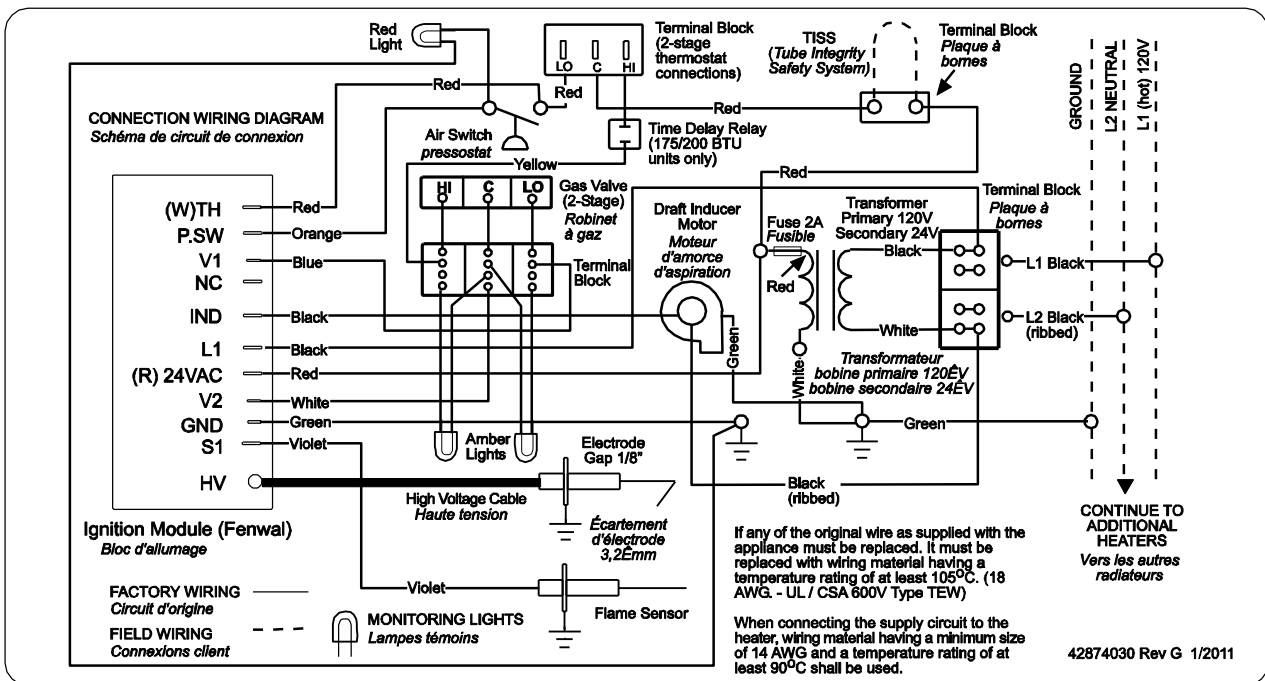 Red
Light
Terminal Block
(2-stage
thermostat
connections)
LO
C
HI
TISS
(Tube Integrity
Safety System)
Terminal Block
Plaque à
bornes
GROUND
L2 NEUTRAL
L1 (hot) 120V
Red
Red
Red
CONNECTION WIRING DIAGRAM
Schéma de circuit de connexion
Air Switch
pressostat
Time Delay Relay
(175/200 BTU
units only)
Yellow
Red
HI
C
LO
Gas Valve
(2-Stage)
Robinet
à gaz
Terminal
Block
Draft Inducer
Motor
Moteur
d'amorce
d'aspiration
Fuse 2A
Fusible
Red
Transformer
Primary 120V
Secondary 24V
Black
White
Terminal Block
Plaque à
bornes
L1 Black
L2 Black
(ribbed)
(W)TH
Red
P.SW
Orange
V1
Blue
NC
IND
Black
L1
Black
(R) 24VAC
Red
V2
White
GND
Green
S1
Violet
HV
Green
White
Transformateur
bobine primaire 120ÊV
bobine secondaire 24ÊV
Green
Amber
Lights
Electrode
Gap 1/8"
High Voltage Cable
Haute tension
Écartement
d'électrode
3,2Êmm
Black
(ribbed)
Ignition Module (Fenwal)
Bloc d'allumage
CONTINUE TO
ADDITIONAL
HEATERS
Vers les autres
radiateurs
FACTORY WIRING
Circuit d'origine
FIELD WIRING
Connexions client
MONITORING LIGHTS
Lampes témoins
Violet
Flame Sensor
If any of the original wire as supplied with the
appliance must be replaced. It must be
replaced with wiring material having a
temperature rating of at least 105°C. (18
AWG. - UL / CSA 600V Type TEW)
When connecting the supply circuit to the
heater, wiring material having a minimum size
of 14 AWG and a temperature rating of at
least 90°C shall be used.
42874030 Rev G 1/2011